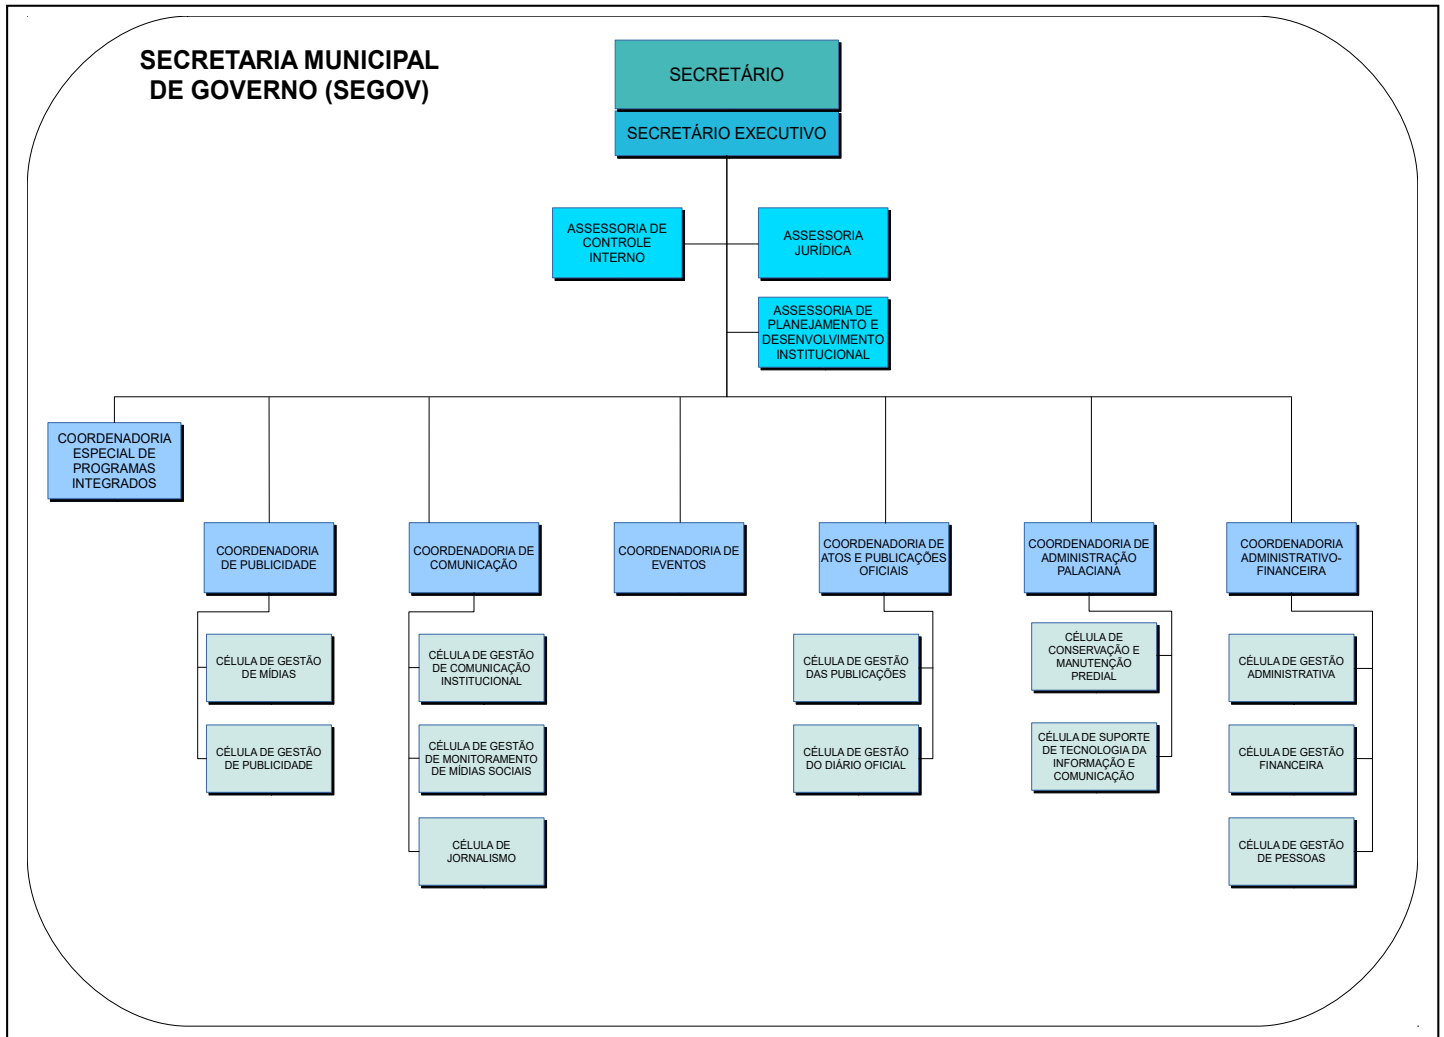 SECRETARIA MUNICIPAL
DE GOVERNO (SEGOV)
SECRETÁRIO
SECRETÁRIO EXECUTIVO
ASSESSORIA DE
CONTROLE
INTERNO
ASSESSORIA
JURÍDICA
ASSESSORIA DE
PLANEJAMENTO E
DESENVOLVIMENTO
INSTITUCIONAL
COORDENADORIA
ESPECIAL DE
PROGRAMAS
INTEGRADOS
COORDENADORIA
DE PUBLICIDADE
COORDENADORIA DE
COMUNICAÇÃO
COORDENADORIA DE
EVENTOS
COORDENADORIA DE
ATOS E PUBLICAÇÕES
OFICIAIS
COORDENADORIA DE
ADMINISTRAÇÃO
PALACIANA
COORDENADORIA
ADMINISTRATIVO-
FINANCEIRA
CÉLULA DE GESTÃO
DE MÍDIAS
CÉLULA DE GESTÃO
DE COMUNICAÇÃO
INSTITUCIONAL
CÉLULA DE GESTÃO
DAS PUBLICAÇÕES
CÉLULA DE
CONSERVAÇÃO E
MANUTENÇÃO
PREDIAL
CÉLULA DE GESTÃO
ADMINISTRATIVA
CÉLULA DE GESTÃO
DE PUBLICIDADE
CÉLULA DE GESTÃO
DE MONITORAMENTO
DE MÍDIAS SOCIAIS
CÉLULA DE GESTÃO
DO DIÁRIO OFICIAL
CÉLULA DE SUPORTE
DE TECNOLOGIA DA
INFORMAÇÃO E
COMUNICAÇÃO
CÉLULA DE GESTÃO
FINANCEIRA
CÉLULA DE
JORNALISMO
CÉLULA DE GESTÃO
DE PESSOAS